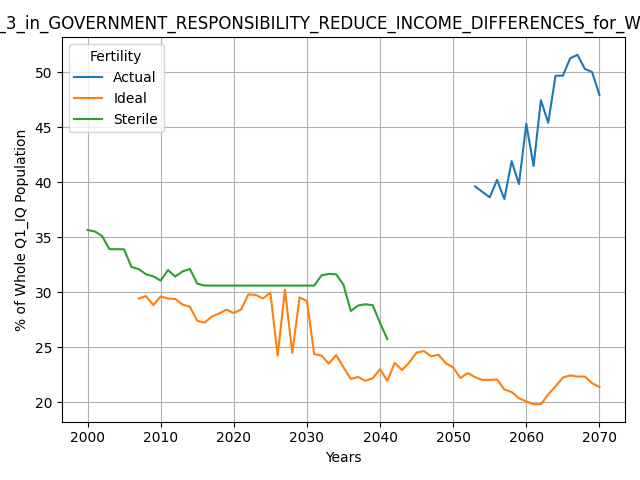 _3_in_GOVERNMENT_RESPONSIBILITY_REDUCE_INCOME_DIFFERENCES_for_W
Fertility
Actual
Ideal
Sterile
% of Whole Q1_IQ Population
50
45
40
35
30
25
20
2000 2010 2020 2030 2040 2050 2060 2070
Years